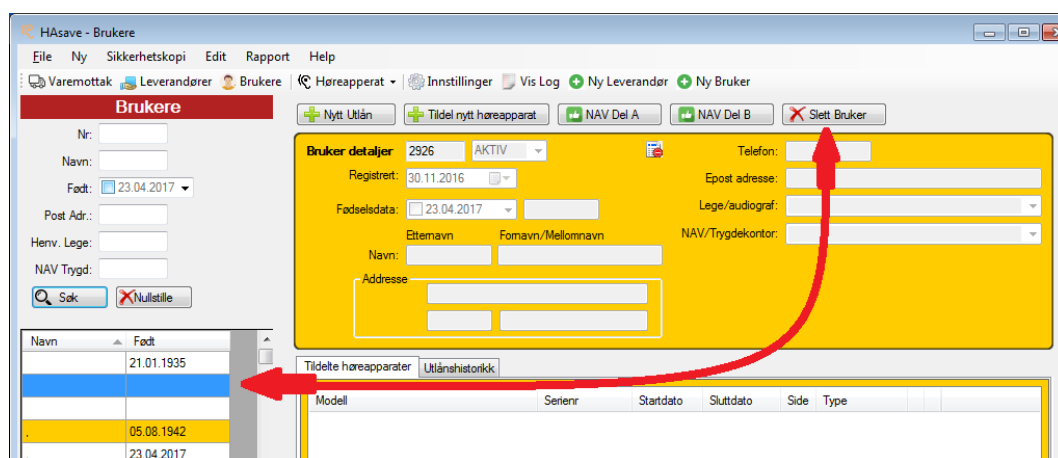 HAsave - Brukere
File Ny Sikkerhetskopi Edit Rapport Help
Varemottak Leverandører Brukere Høreapperat Innstillinger Vis Log Ny Leverandør Ny Bruker
Brukere
Nr:
Navn:
Født: 23.04.2017
Post Adr.:
Henv. Lege:
NAV Trygd:
Søk Nullstille
Navn Født
21.01.1935
. 05.08.1942
23.04.2017
Nytt Utlån Tildel nytt høreapparat NAV Del A NAV Del B Slett Bruker
Bruker detaljer 2926 AKTIV
Registrert: 30.11.2016
Fødselsdata: 23.04.2017
Etternavn Fornavn/Mellomnavn
Navn:
Addresse
Telefon:
Epost adresse:
Lege/audiograf:
NAV/Trygdekontor:
Tildelte høreapparater Utlånshistorikk
Modell Serienr Startdato Sluttdato Side Type